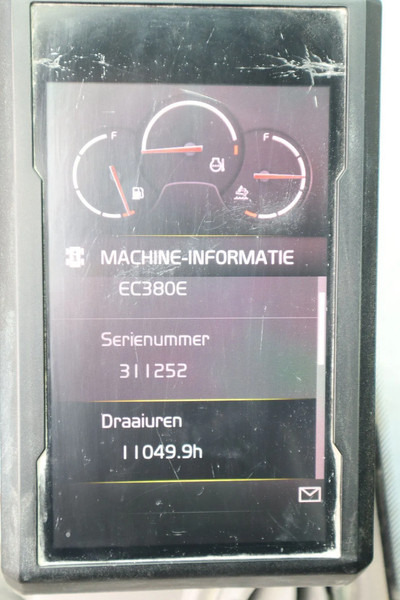 F
F
MACHINE-INFORMATIE
EC380E
Serienummer
311252
Draaiuren
11049.9h